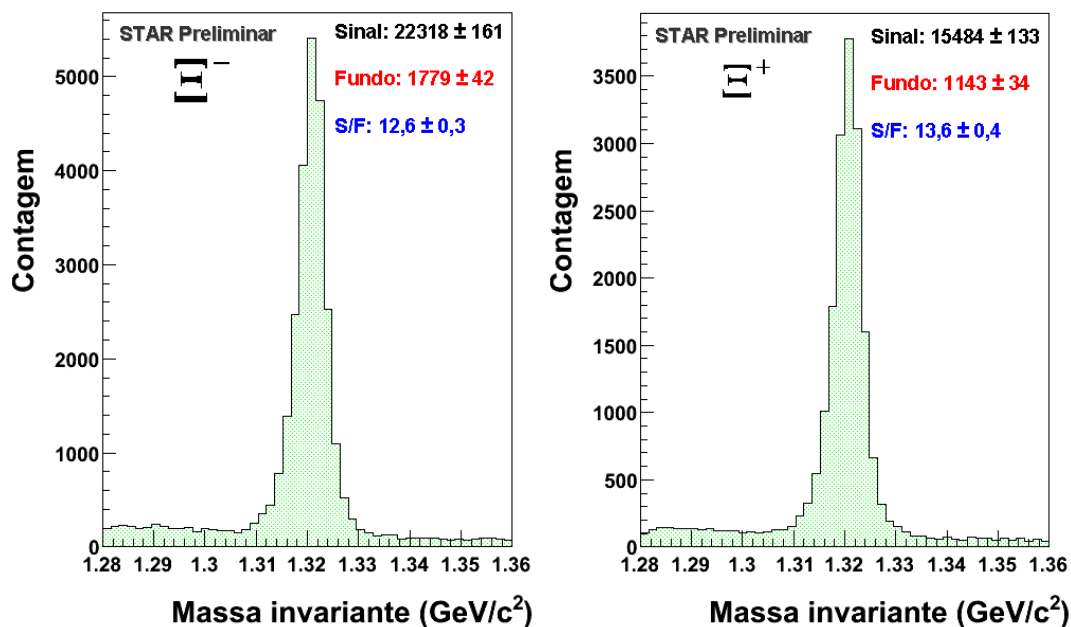 STAR Preliminar
Ξ⁻
Sinal: 22318 ± 161
Fundo: 1779 ± 42
S/F: 12,6 ± 0,3
Contagem
5000
4000
3000
2000
1000
0
1.28 1.29 1.3 1.31 1.32 1.33 1.34 1.35 1.36
Massa invariante (GeV/c²)
STAR Preliminar
Ξ⁺
Sinal: 15484 ± 133
Fundo: 1143 ± 34
S/F: 13,6 ± 0,4
Contagem
3500
3000
2500
2000
1500
1000
500
0
1.28 1.29 1.3 1.31 1.32 1.33 1.34 1.35 1.36
Massa invariante (GeV/c²)